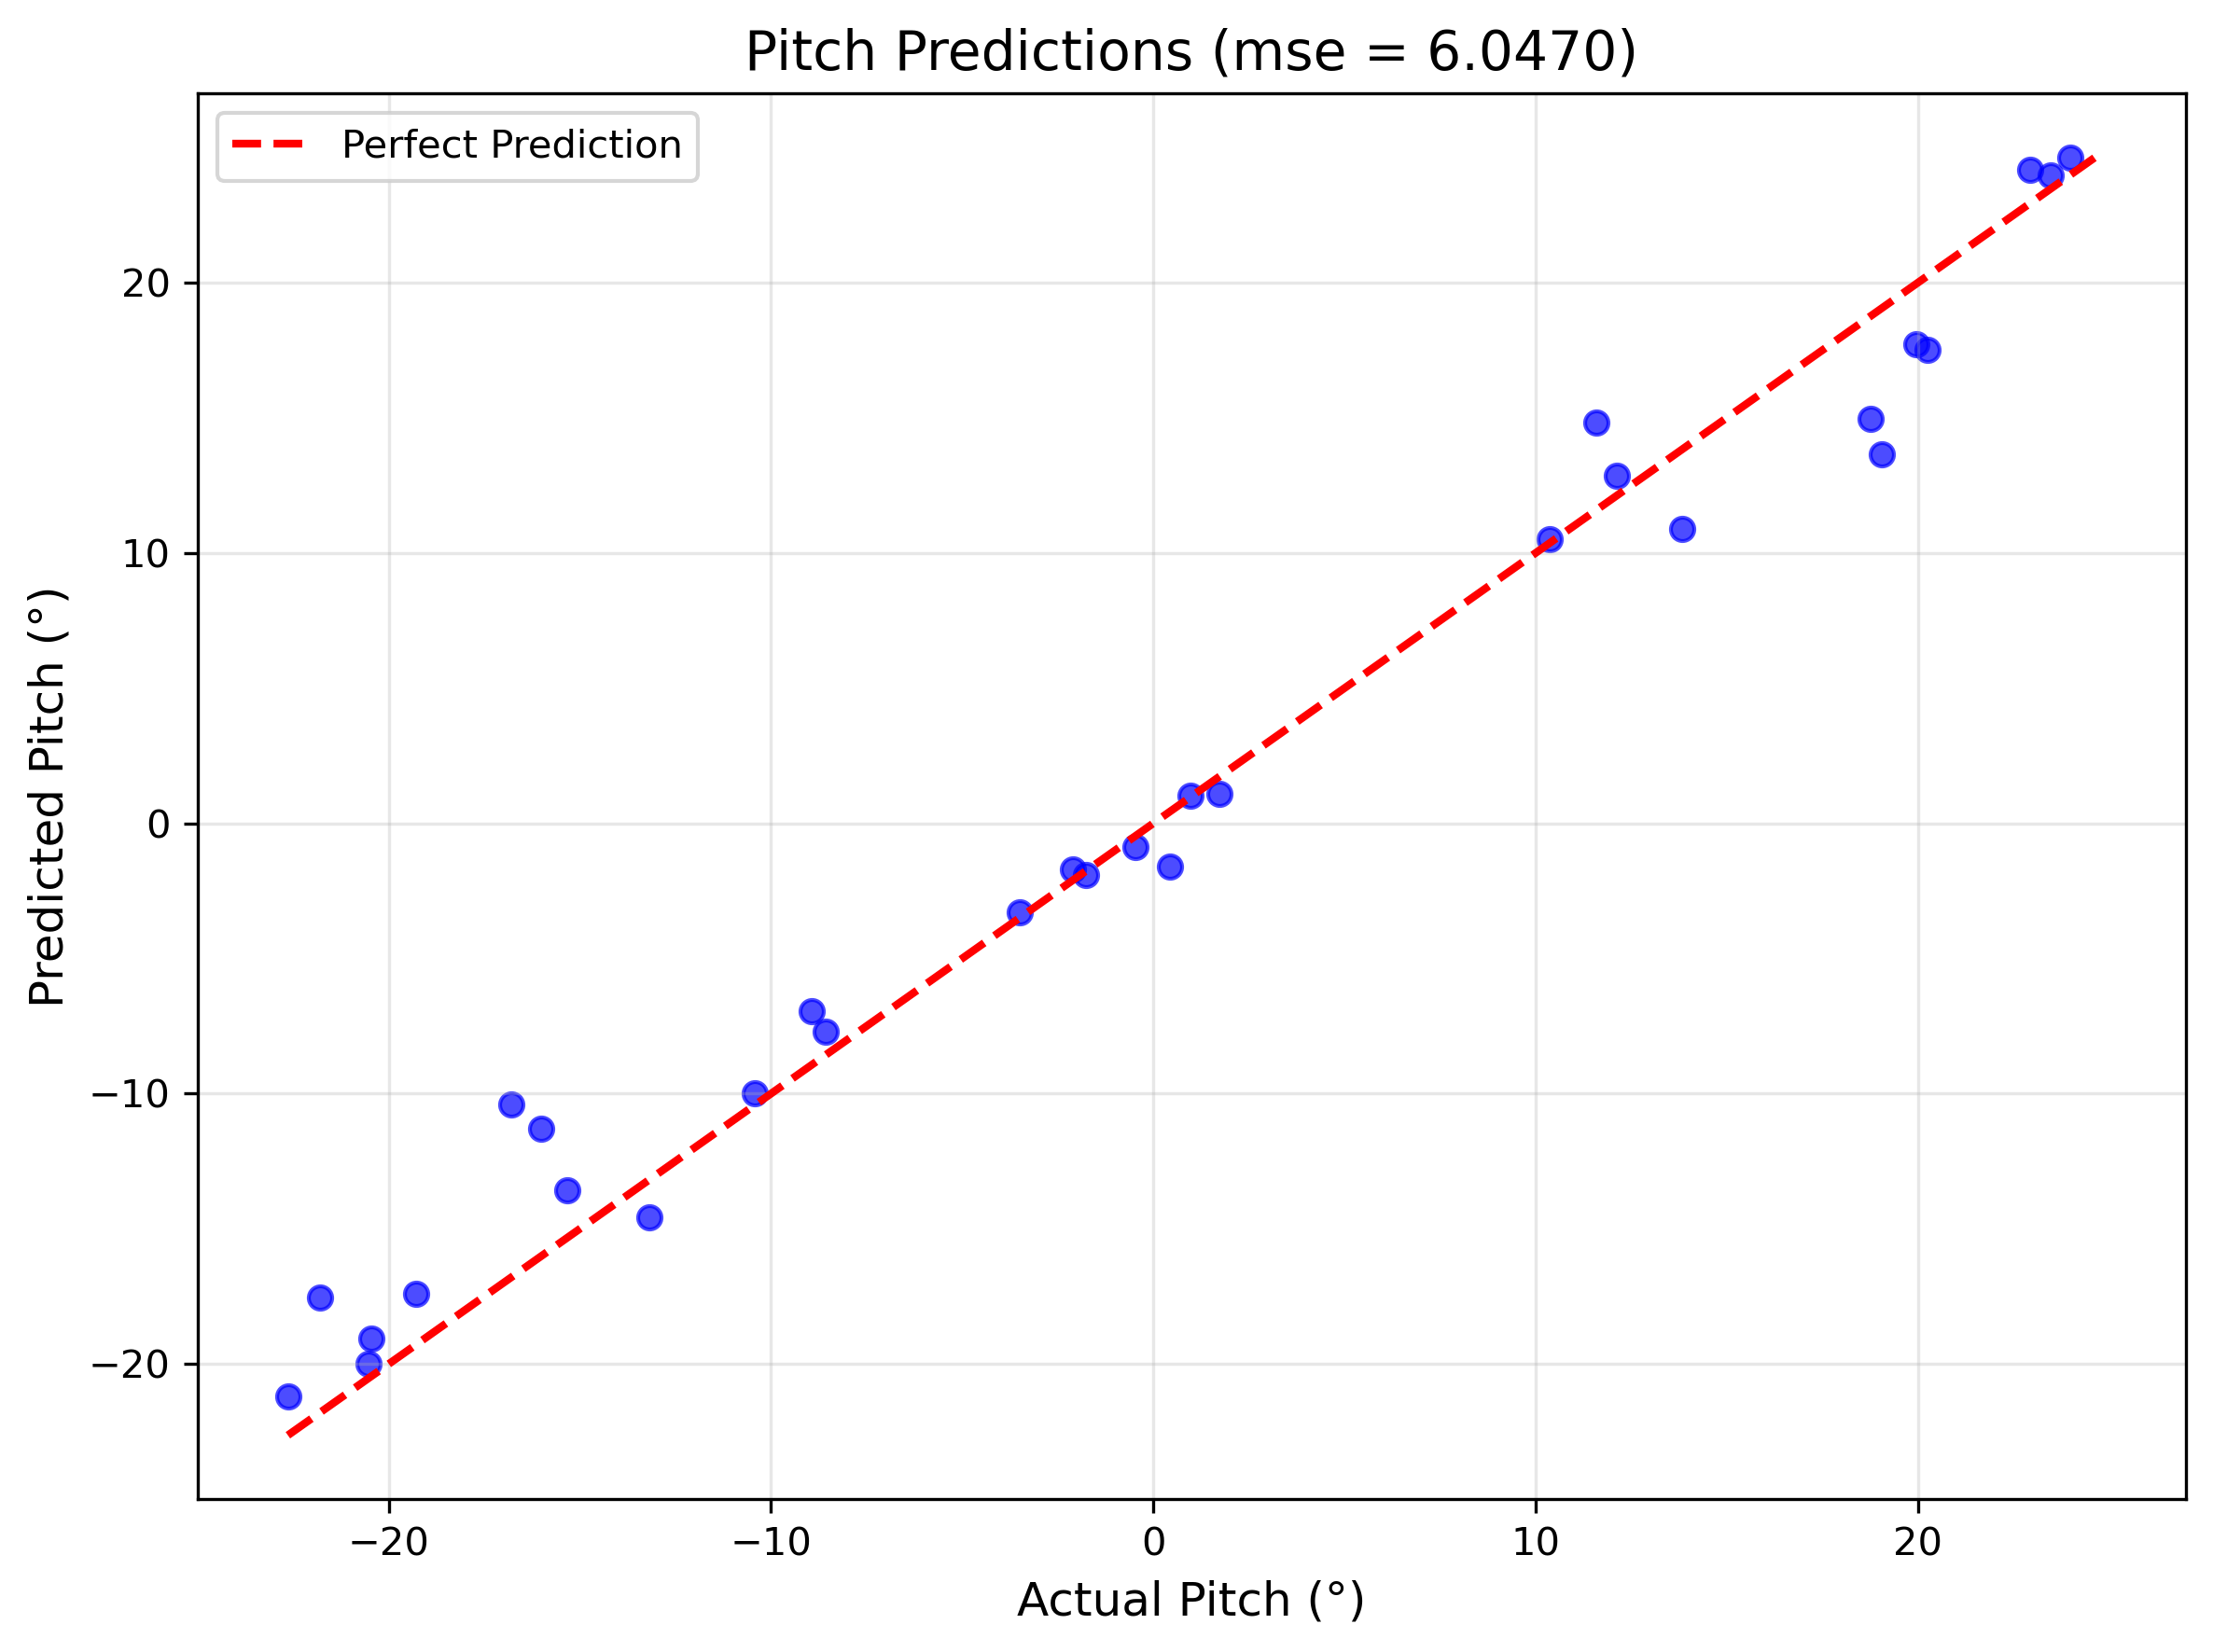 Pitch Predictions (mse = 6.0470)
Perfect Prediction
20
10
0
−10
−20
Predicted Pitch (°)
−20
−10
0
10
20
Actual Pitch (°)